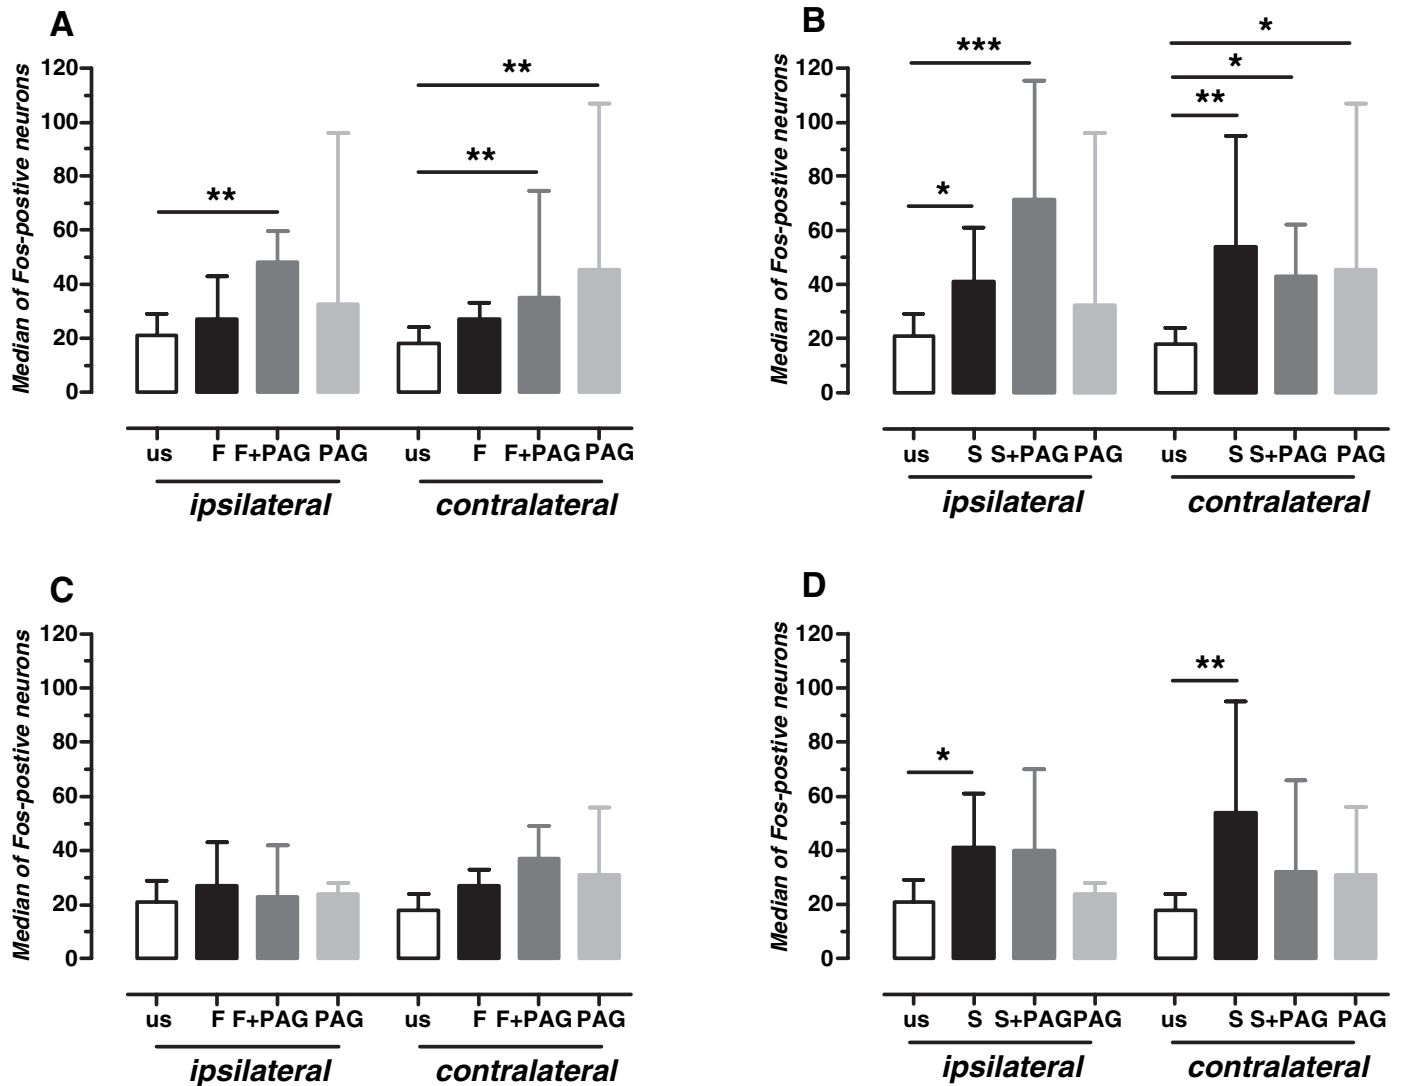 A
Median of Fos-postive neurons
120
100
80
60
40
20
0
**
**
**
us F F+PAG PAG us F F+PAG PAG
ipsilateral contralateral
B
Median of Fos-postive neurons
120
100
80
60
40
20
0
*
***
**
*
*
us S S+PAG PAG us S S+PAG PAG
ipsilateral contralateral
C
Median of Fos-postive neurons
120
100
80
60
40
20
0
us F F+PAG PAG us F F+PAG PAG
ipsilateral contralateral
D
Median of Fos-postive neurons
120
100
80
60
40
20
0
*
**
us S S+PAG PAG us S S+PAG PAG
ipsilateral contralateral